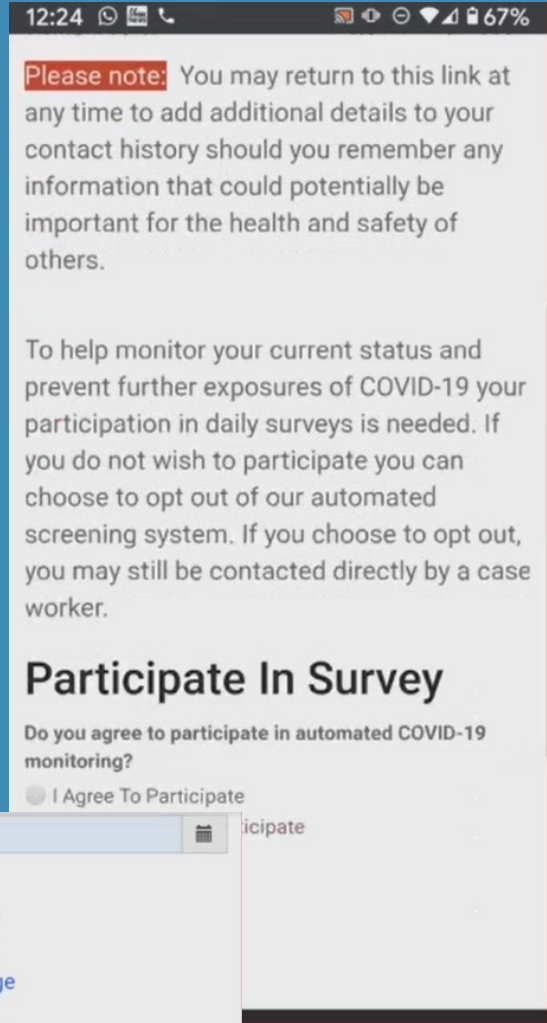 12:24 67%
Please note: You may return to this link at
any time to add additional details to your
contact history should you remember any
information that could potentially be
important for the health and safety of
others.
To help monitor your current status and
prevent further exposures of COVID-19 your
participation in daily surveys is needed. If
you do not wish to participate you can
choose to opt out of our automated
screening system. If you choose to opt out,
you may still be contacted directly by a case
worker.
Participate In Survey
Do you agree to participate in automated COVID-19
monitoring?
I Agree To Participate
icipate
ge